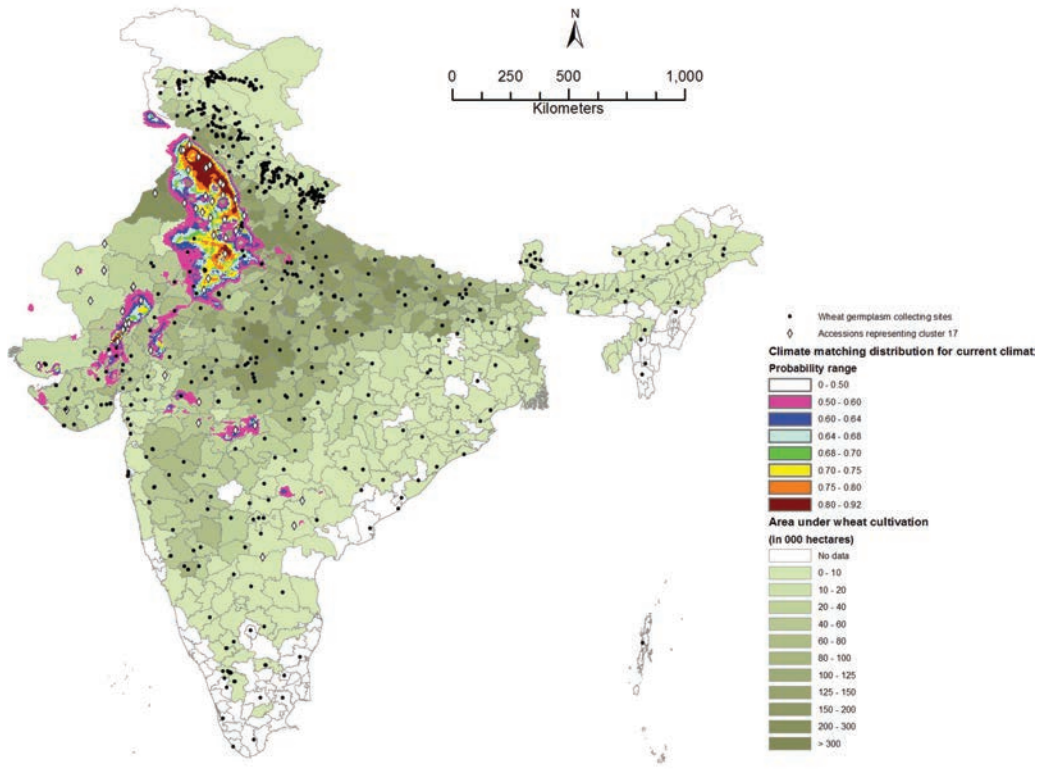 N
0 250 500 1,000
Kilometers
Wheat germplasm collecting sites
Accessions representing cluster 17
Climate matching distribution for current climat
Probability range
0 - 0.50
0.50 - 0.60
0.60 - 0.64
0.64 - 0.68
0.68 - 0.70
0.70 - 0.75
0.75 - 0.80
0.80 - 0.92
Area under wheat cultivation
(in 000 hectares)
No data
0 - 10
10 - 20
20 - 40
40 - 60
60 - 80
80 - 100
100 - 125
125 - 150
150 - 200
200 - 300
> 300